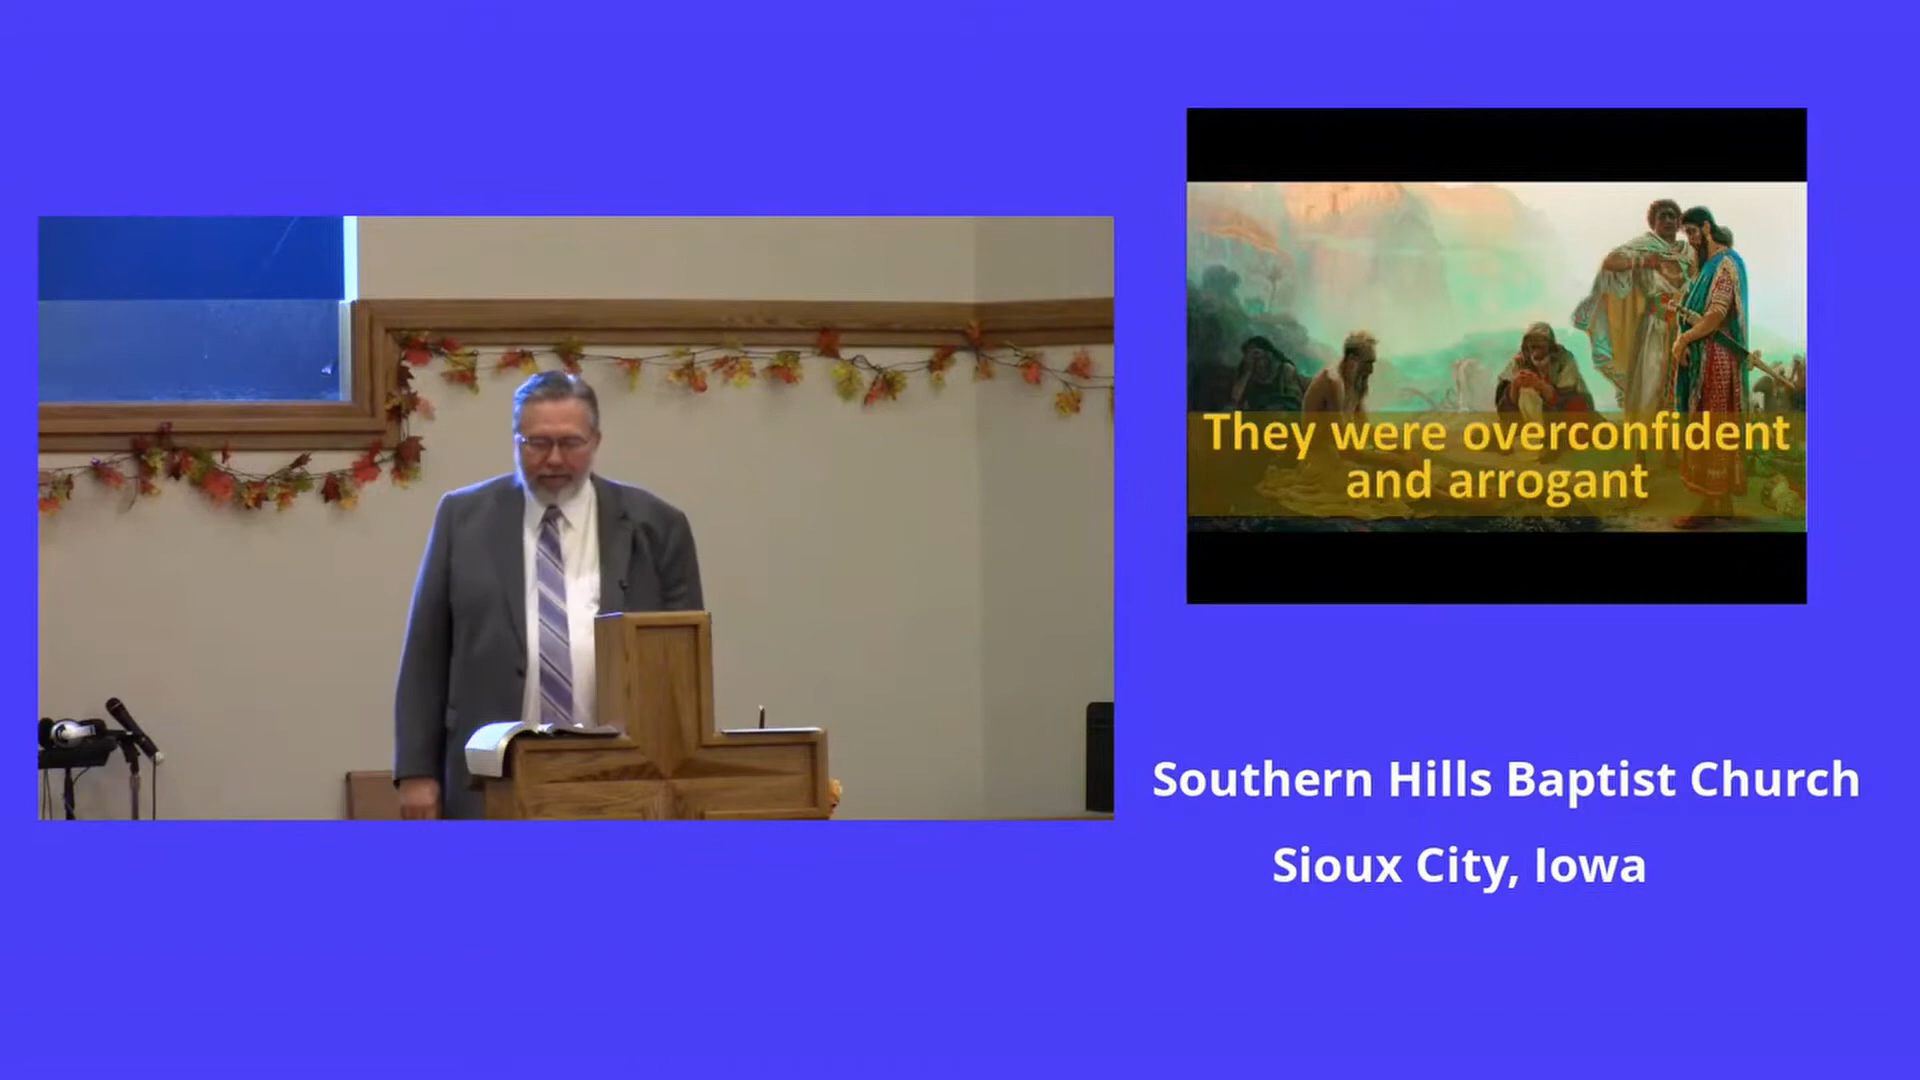 They were overconfident
and arrogant
Southern Hills Baptist Church
Sioux City, Iowa